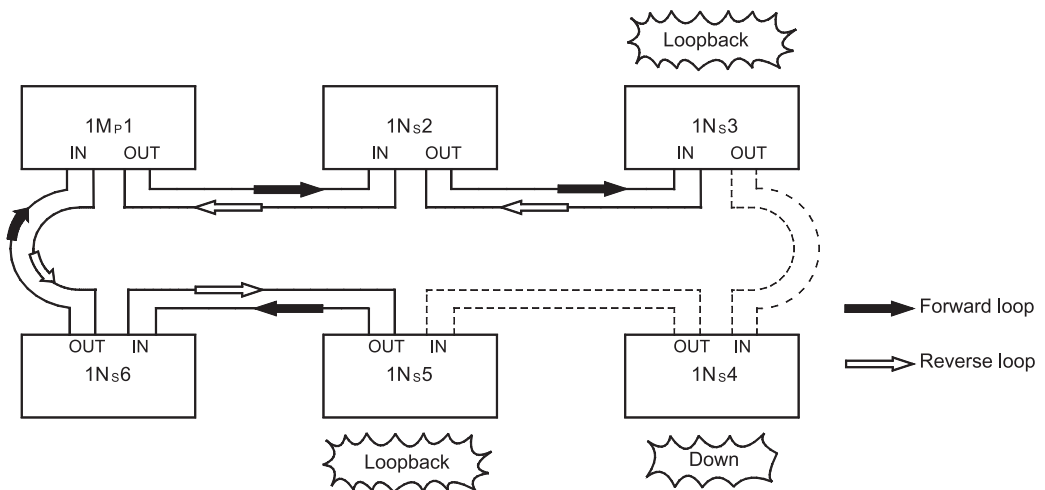 Loopback
1MP1
1NS2
1NS3
IN OUT
IN OUT
IN OUT
Forward loop
OUT IN
OUT IN
OUT IN
Reverse loop
1NS6
1NS5
1NS4
Loopback
Down